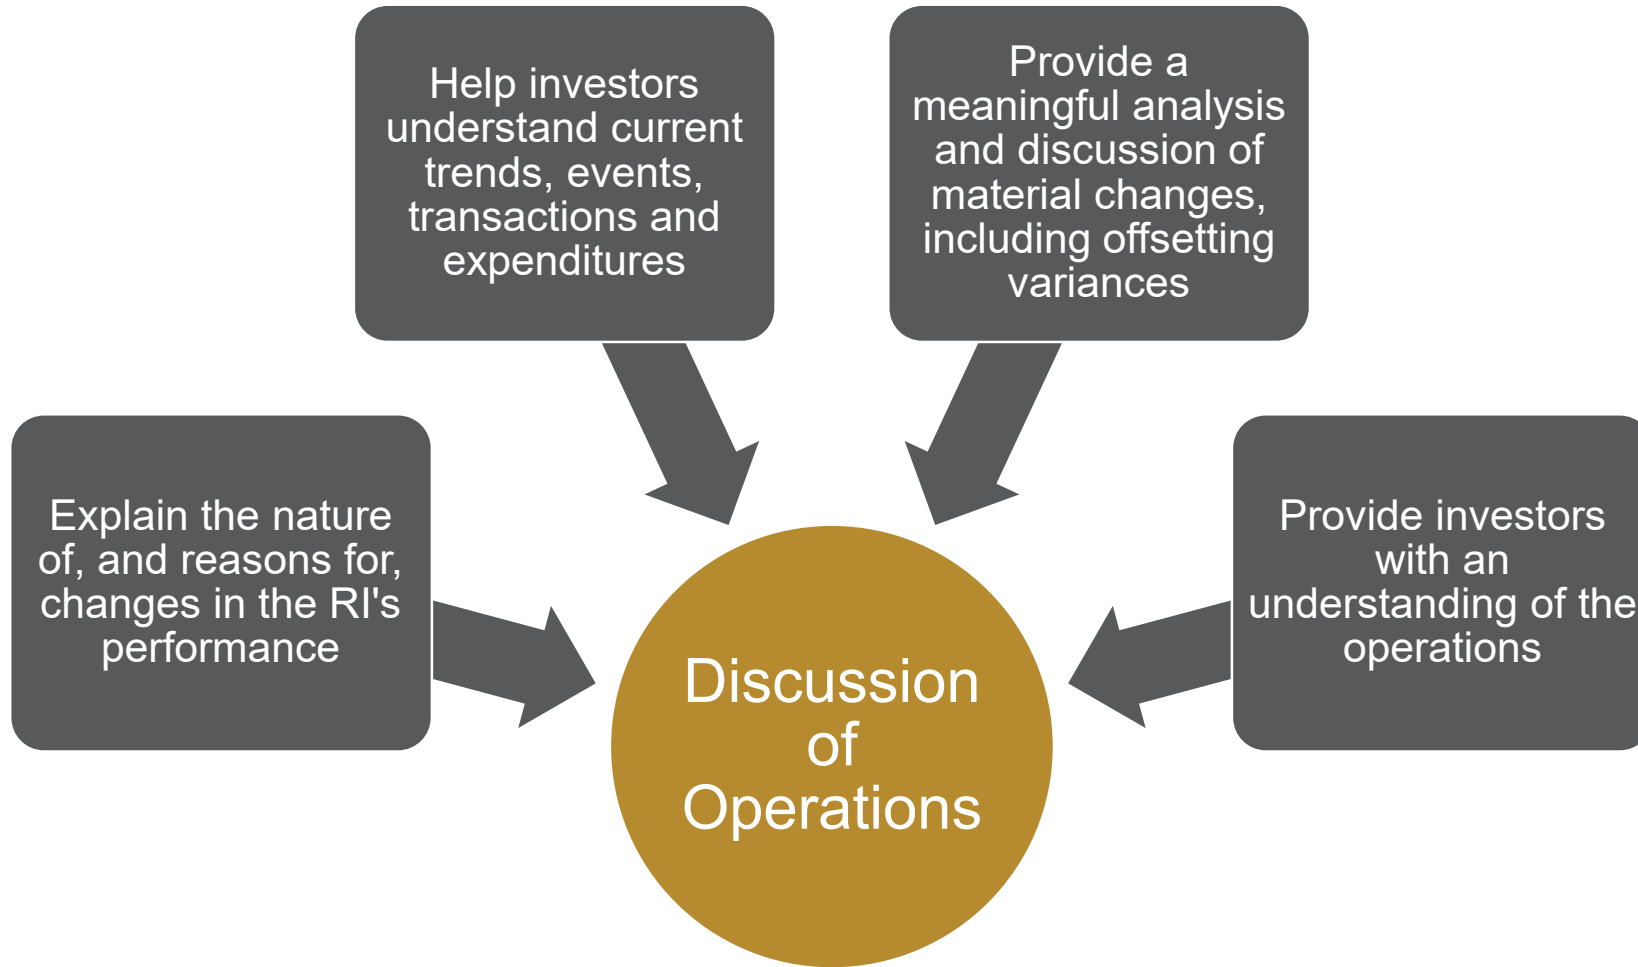 Help investors
understand current
trends, events,
transactions and
expenditures
Provide a
meaningful analysis
and discussion of
material changes,
including offsetting
variances
Explain the nature
of, and reasons for,
changes in the RI's
performance
Provide investors
with an
understanding of the
operations
Discussion
of
Operations